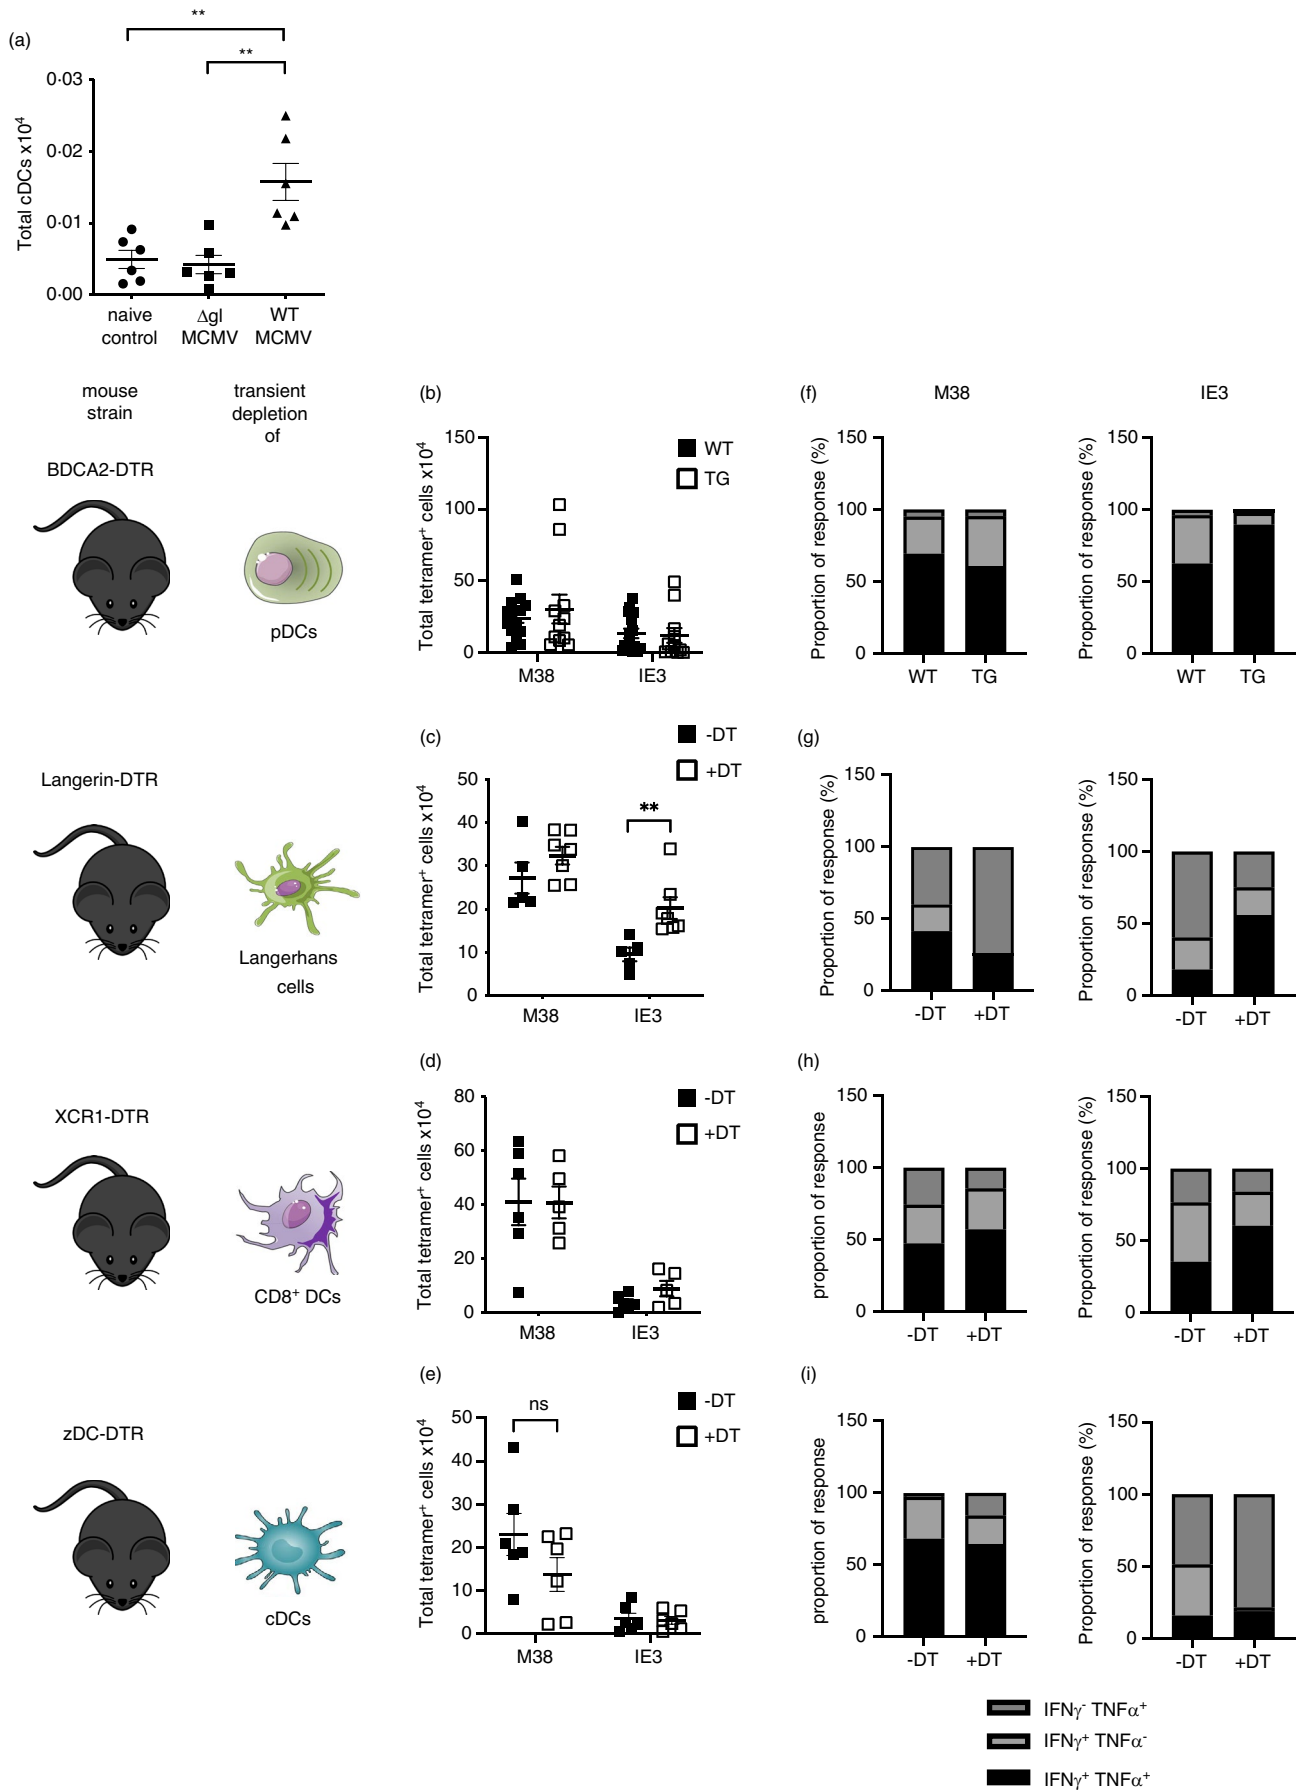 (a)
**
**
Total cDCs x10⁴
0·03
0·02
0·01
0·00
naive control
Δgl MCMV
WT MCMV
mouse strain
transient depletion of
BDCA2-DTR
pDCs
(b)
Total tetramer⁺ cells x10⁴
150
100
50
0
M38
IE3
WT
TG
(f)
M38
Proportion of response (%)
150
100
50
0
WT
TG
IE3
Proportion of response (%)
150
100
50
0
WT
TG
Langerin-DTR
Langerhans cells
(c)
Total tetramer⁺ cells x10⁴
50
40
30
20
10
0
**
M38
IE3
-DT
+DT
(g)
Proportion of response (%)
150
100
50
0
-DT
+DT
Proportion of response (%)
150
100
50
0
-DT
+DT
XCR1-DTR
CD8⁺ DCs
(d)
Total tetramer⁺ cells x10⁴
80
60
40
20
0
M38
IE3
-DT
+DT
(h)
proportion of response
150
100
50
0
-DT
+DT
Proportion of response (%)
150
100
50
0
-DT
+DT
zDC-DTR
cDCs
(e)
Total tetramer⁺ cells x10⁴
50
40
30
20
10
0
ns
M38
IE3
-DT
+DT
(i)
proportion of response
150
100
50
0
-DT
+DT
Proportion of response (%)
150
100
50
0
-DT
+DT
IFNγ⁻ TNFα⁺
IFNγ⁺ TNFα⁻
IFNγ⁺ TNFα⁺